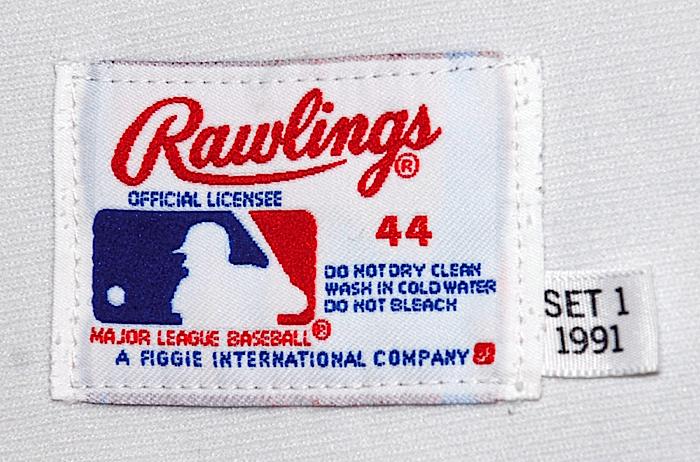 Rawlings®
OFFICIAL LICENSEE
44
DO NOT DRY CLEAN
WASH IN COLD WATER
DO NOT BLEACH
MAJOR LEAGUE BASEBALL®
A FIGGIE INTERNATIONAL COMPANY
SET 1
1991